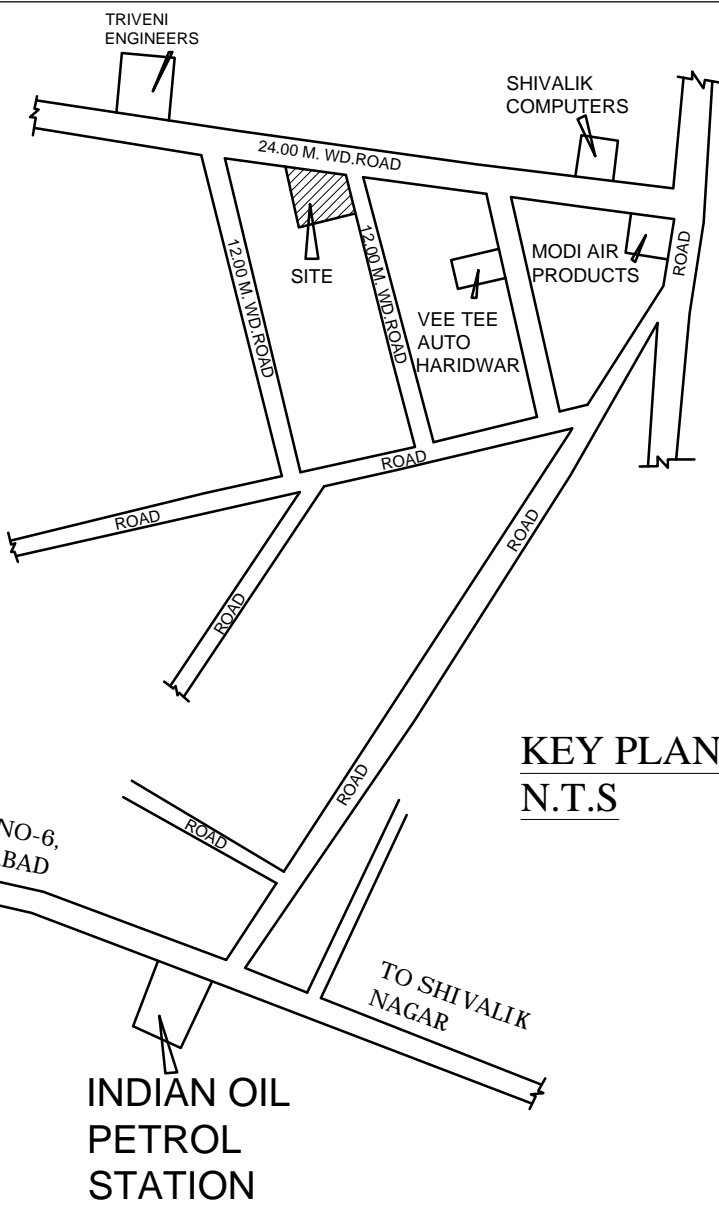 TRIVENI
ENGINEERS
SHIVALIK
COMPUTERS
24.00 M. WD.ROAD
12.00 M. WD.ROAD
SITE
12.00 M. WD.ROAD
VEE TEE
AUTO
HARIDWAR
MODI AIR
PRODUCTS
ROAD
ROAD
ROAD
ROAD
ROAD
KEY PLAN
N.T.S
ROAD
ROAD
NO-6,
BAD
TO SHIVALIK
NAGAR
INDIAN OIL
PETROL
STATION